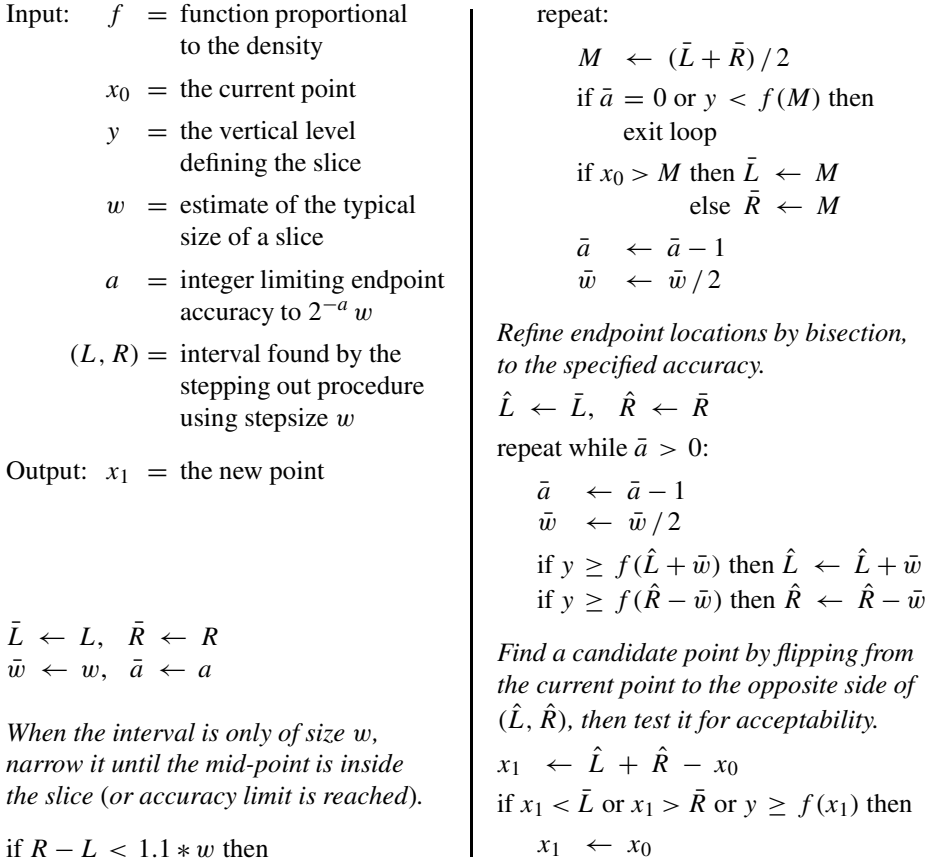 Input: f = function proportional
to the density
x₀ = the current point
y = the vertical level
defining the slice
w = estimate of the typical
size of a slice
a = integer limiting endpoint
accuracy to 2⁻ᵃ w
(L, R) = interval found by the
stepping out procedure
using stepsize w
Output: x₁ = the new point
L̄ ← L, R̄ ← R
w̄ ← w, ā ← a
When the interval is only of size w,
narrow it until the mid-point is inside
the slice (or accuracy limit is reached).
if R − L < 1.1 ∗ w then
repeat:
M ← (L̄ + R̄) / 2
if ā = 0 or y < f(M) then
exit loop
if x₀ > M then L̄ ← M
else R̄ ← M
ā ← ā − 1
w̄ ← w̄ / 2
Refine endpoint locations by bisection,
to the specified accuracy.
L̂ ← L̄, R̂ ← R̄
repeat while ā > 0:
ā ← ā − 1
w̄ ← w̄ / 2
if y ≥ f(L̂ + w̄) then L̂ ← L̂ + w̄
if y ≥ f(R̂ − w̄) then R̂ ← R̂ − w̄
Find a candidate point by flipping from
the current point to the opposite side of
(L̂, R̂), then test it for acceptability.
x₁ ← L̂ + R̂ − x₀
if x₁ < L̄ or x₁ > R̄ or y ≥ f(x₁) then
x₁ ← x₀